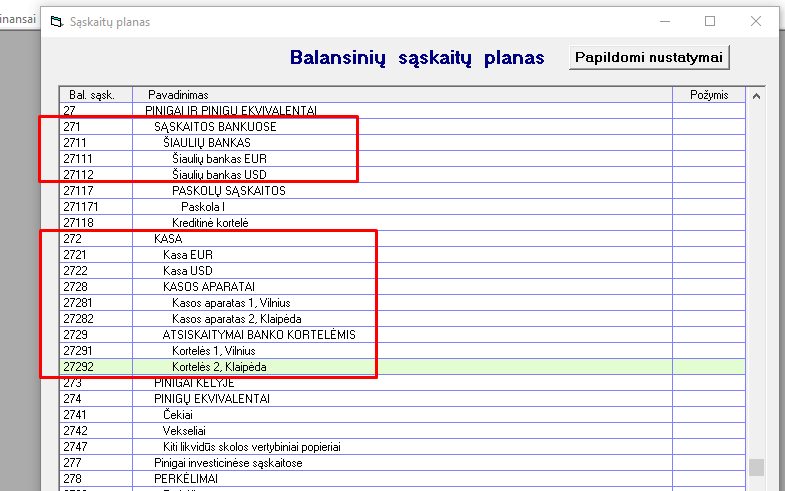 inansai
Sąskaitų planas
Balansinių sąskaitų planas
Papildomi nustatymai
Bal. sąsk. Pavadinimas Požymis
27 PINIGAI IR PINIGŲ EKVIVALENTAI
271 SĄSKAITOS BANKUOSE
2711 ŠIAULIŲ BANKAS
27111 Šiaulių bankas EUR
27112 Šiaulių bankas USD
27117 PASKOLŲ SĄSKAITOS
271171 Paskola I
27118 Kreditinė kortelė
272 KASA
2721 Kasa EUR
2722 Kasa USD
2728 KASOS APARATAI
27281 Kasos aparatas 1, Vilnius
27282 Kasos aparatas 2, Klaipėda
2729 ATSISKAITYMAI BANKO KORTELĖMIS
27291 Kortelės 1, Vilnius
27292 Kortelės 2, Klaipėda
273 PINIGAI KELYJE
274 PINIGŲ EKVIVALENTAI
2741 Čekiai
2742 Vekseliai
2747 Kiti likvidūs skolos vertybiniai popieriai
277 Pinigai investicinėse sąskaitose
278 PERKĖLIMAI